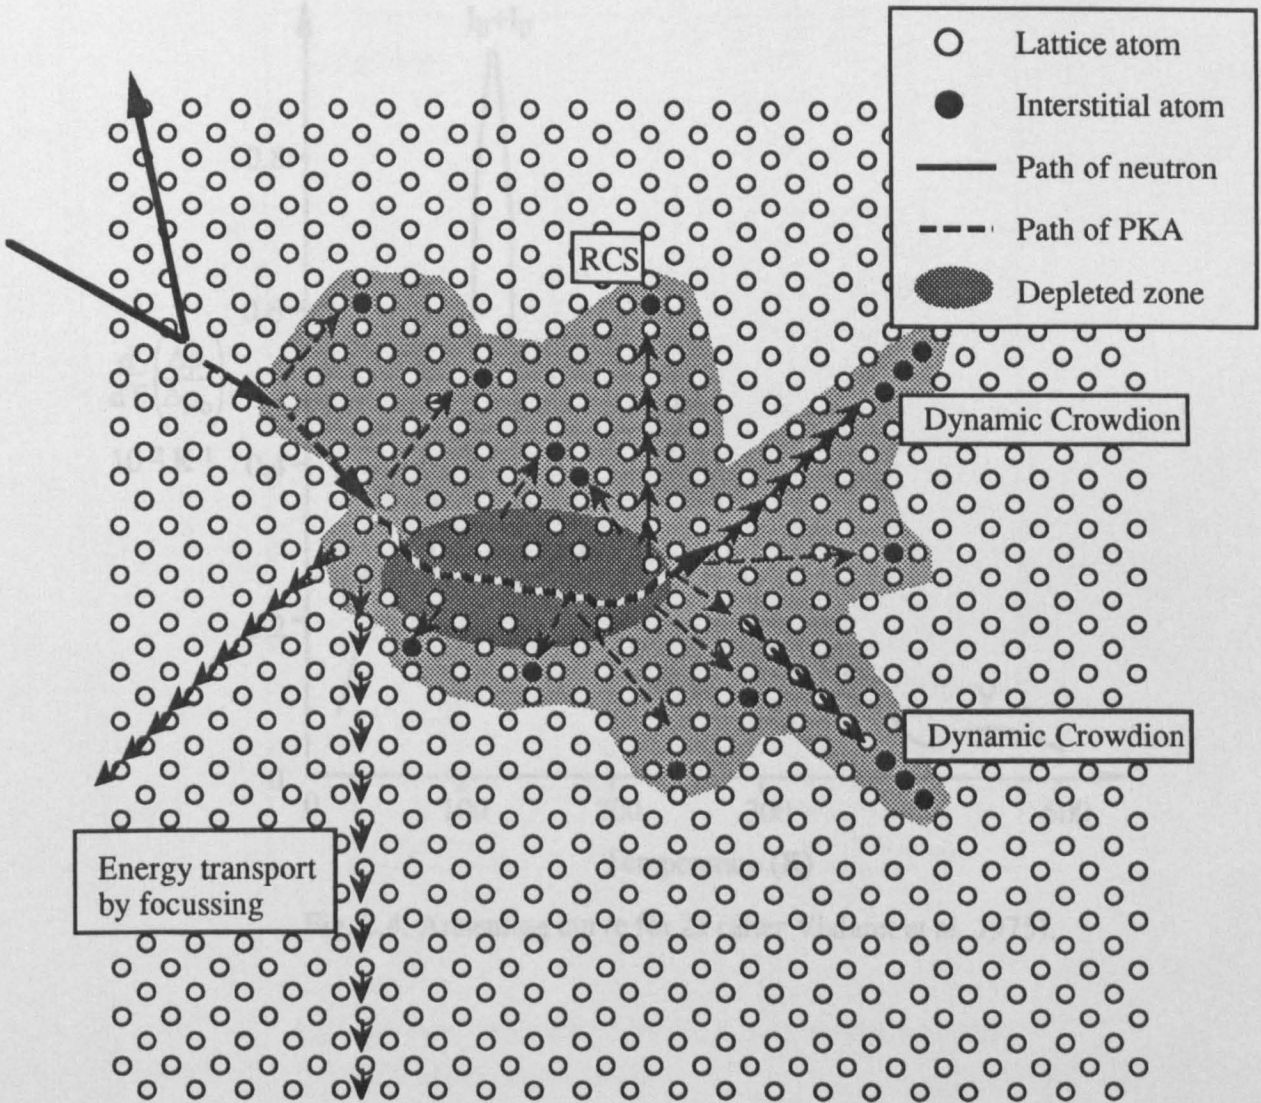 Lattice atom
Interstitial atom
Path of neutron
Path of PKA
Depleted zone
RCS
Dynamic Crowdion
Dynamic Crowdion
Energy transport
by focussing